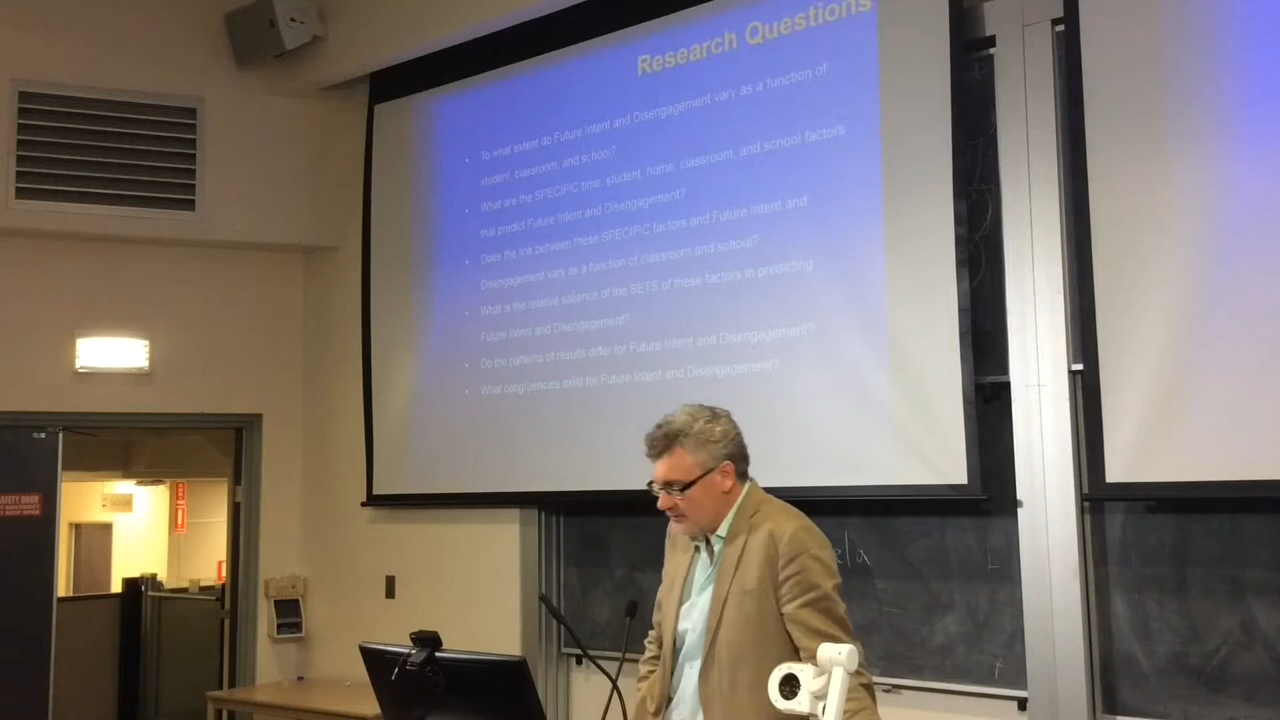 Research Questions
• To what extent do Future Intent and Disengagement vary as a function of
student, classroom, and school?
• What are the SPECIFIC time, student, home, classroom, and school factors
that predict Future Intent and Disengagement?
• Does the link between these SPECIFIC factors and Future Intent and
Disengagement vary as a function of classroom and school?
• What is the relative salience of the SETS of these factors in predicting
Future Intent and Disengagement?
• Do the patterns of results differ for Future Intent and Disengagement?
• What congruencies exist for Future Intent and Disengagement?
SAFETY DOOR
ela